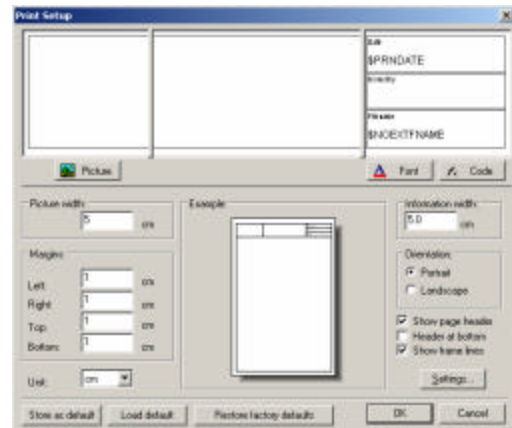 Print Setup
Date
$PRNDATE
Filename
$NOEXTFNAME
Picture
Font
Code
Picture width:
5 cm
Example
Information width:
5.0 cm
Margins
Left: 1 cm
Right: 1 cm
Top: 1 cm
Bottom: 1 cm
Orientation:
Portrait
Landscape
Show page header
Header at bottom
Show frame lines
Unit: cm
Settings...
Store as default
Load default
Restore factory defaults
OK
Cancel